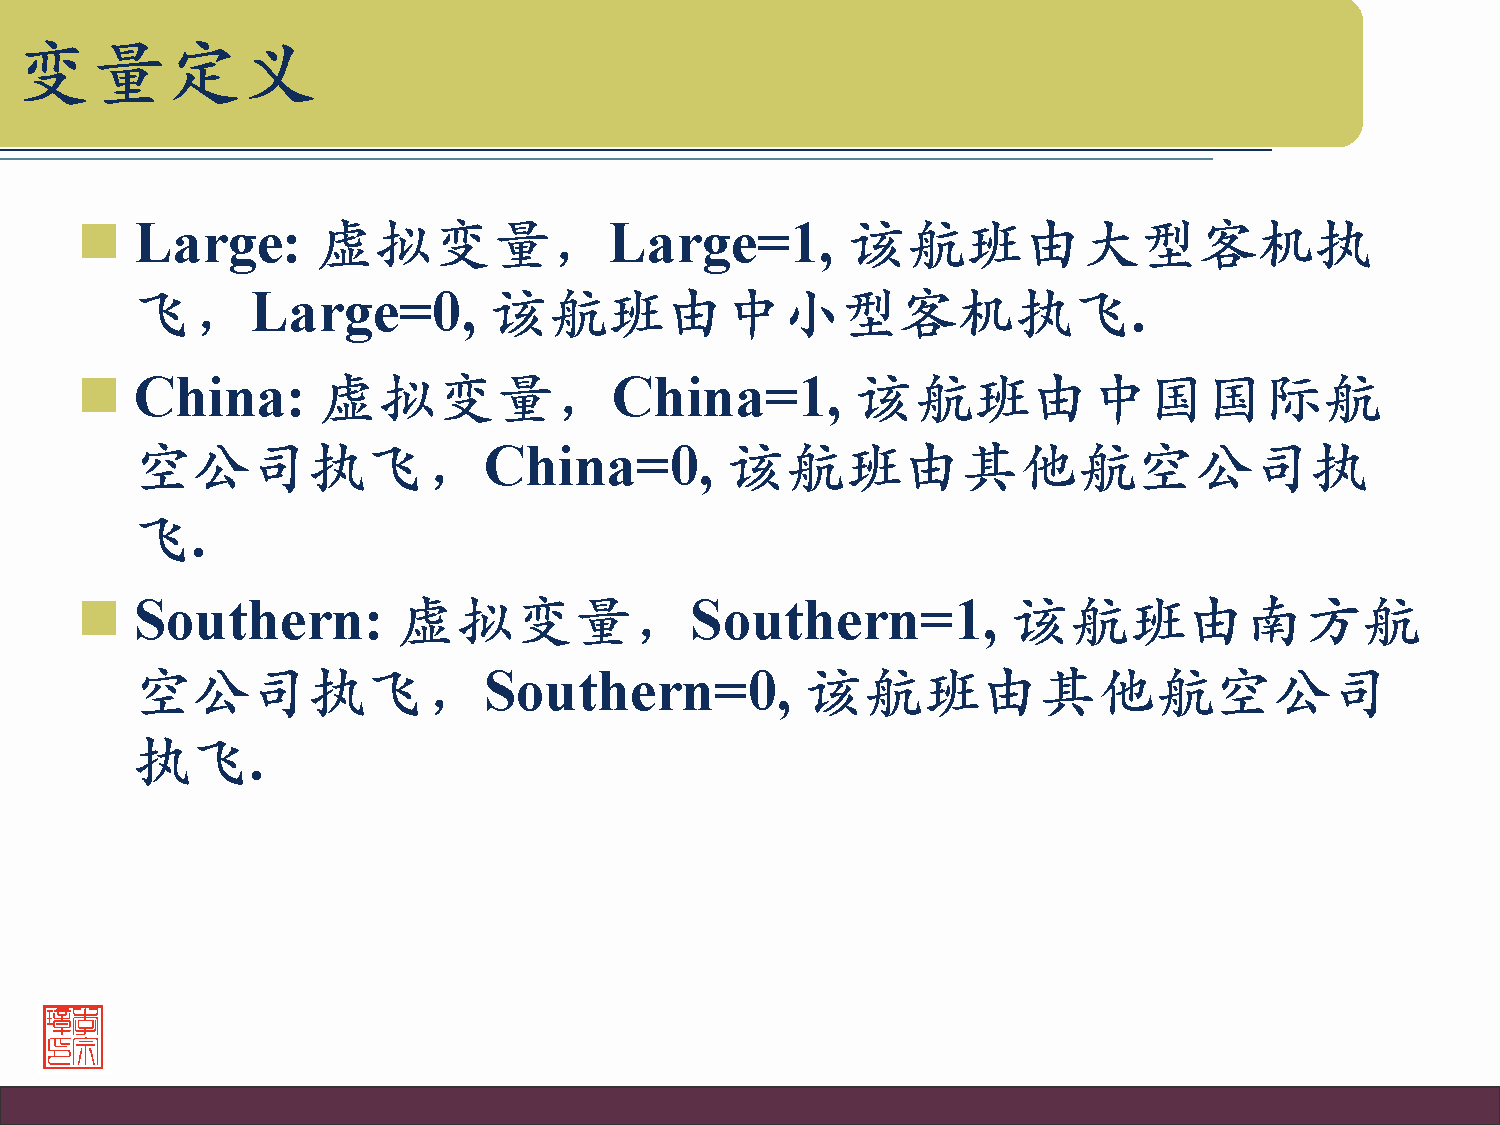 变量定义
Large: 虚拟变量，Large=1, 该航班由大型客机执
飞，Large=0, 该航班由中小型客机执飞.
China: 虚拟变量，China=1, 该航班由中国国际航
空公司执飞，China=0, 该航班由其他航空公司执
飞.
Southern: 虚拟变量，Southern=1, 该航班由南方航
空公司执飞，Southern=0, 该航班由其他航空公司
执飞.
李宗
璋印